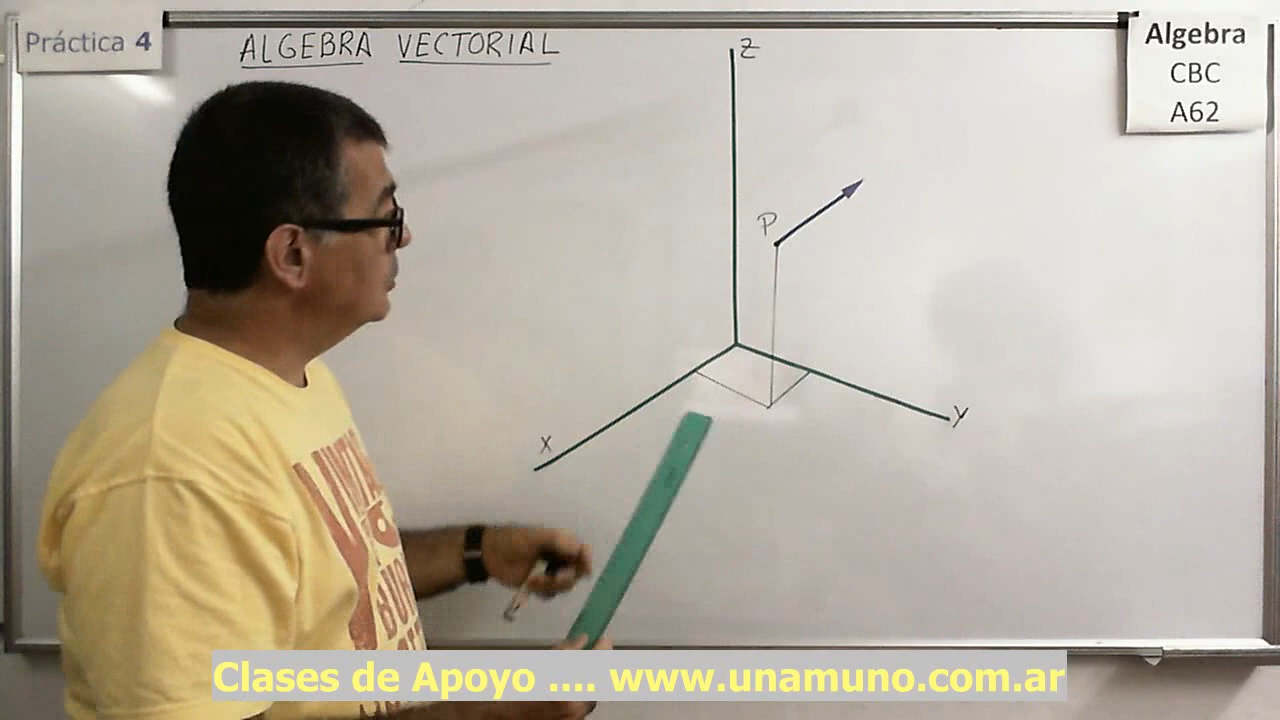 Práctica 4
ALGEBRA VECTORIAL
Algebra
CBC
A62
Z
P
X
Y
Clases de Apoyo .... www.unamuno.com.ar